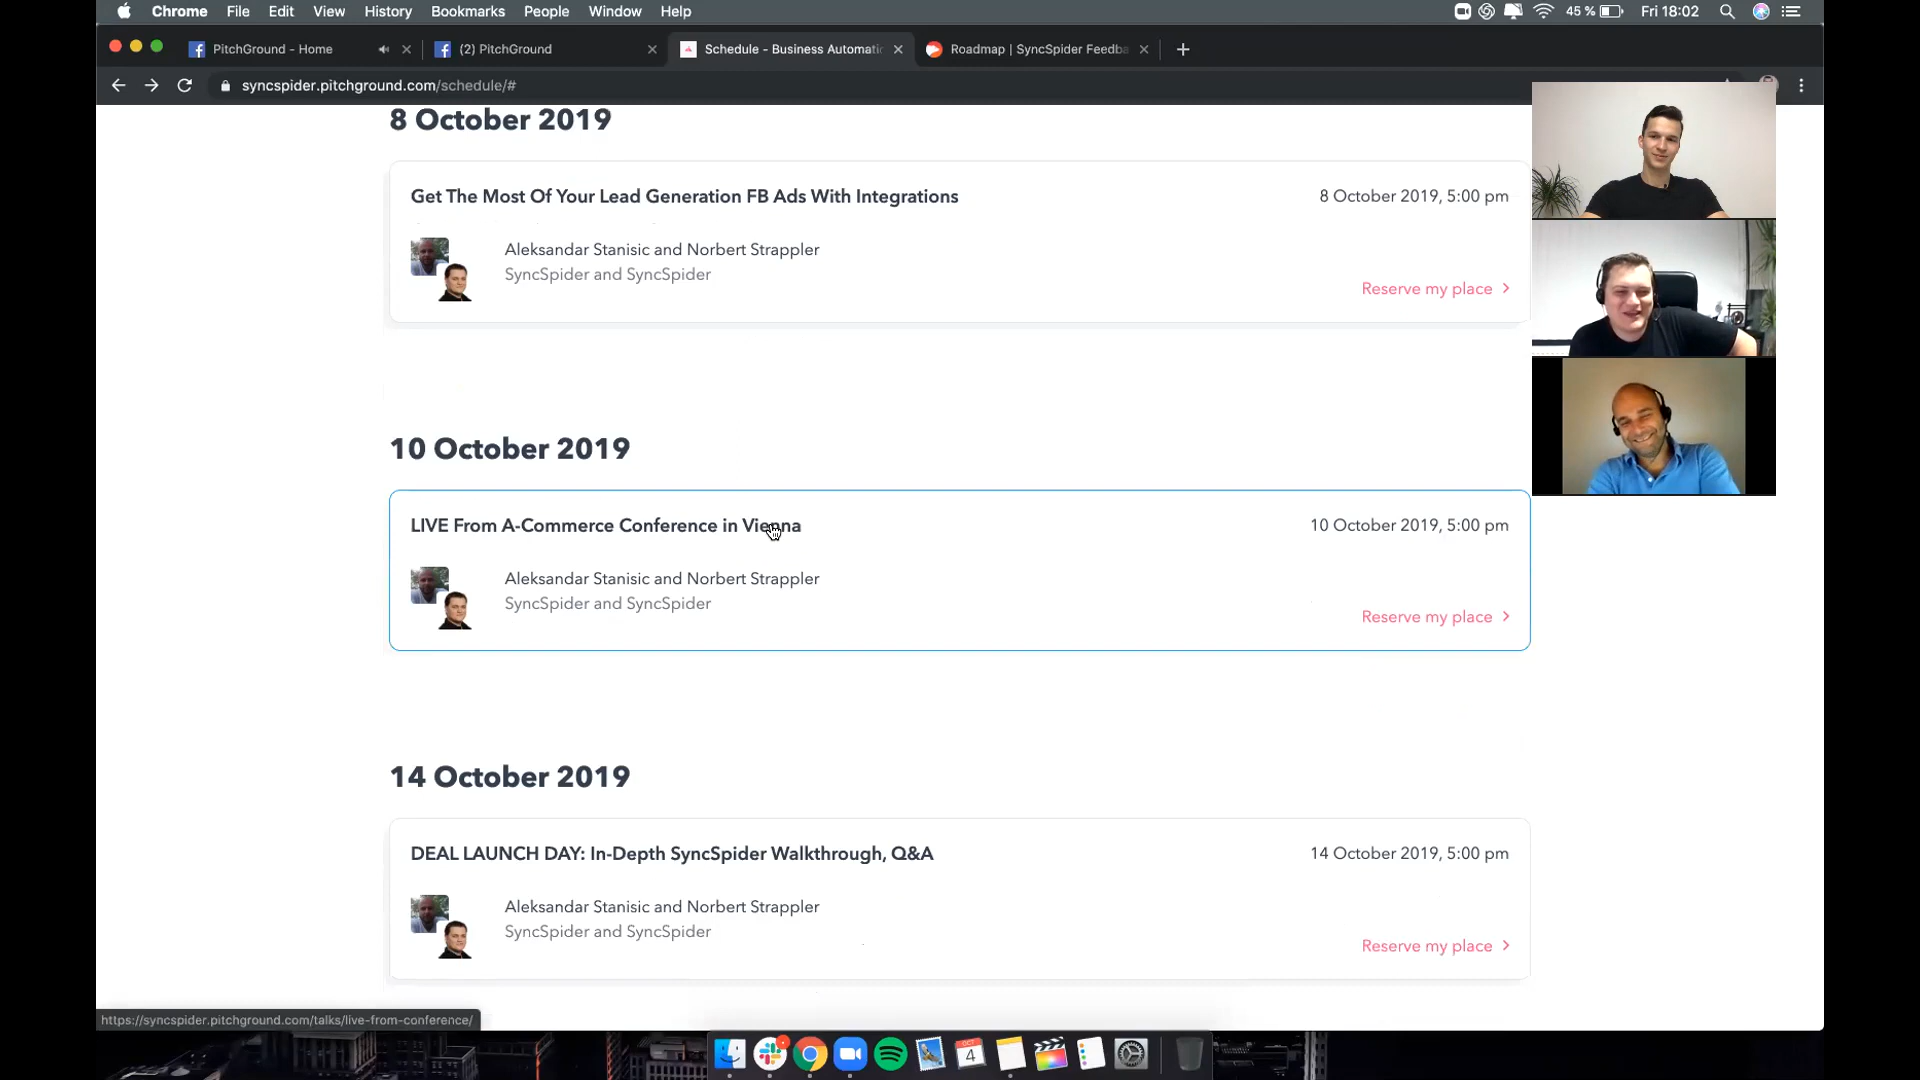 Chrome File Edit View History Bookmarks People Window Help 45 % Fri 18:02
PitchGround - Home (2) PitchGround Schedule - Business Automati Roadmap | SyncSpider Feedba
syncspider.pitchground.com/schedule/#
8 October 2019
Get The Most Of Your Lead Generation FB Ads With Integrations 8 October 2019, 5:00 pm
Aleksandar Stanisic and Norbert Strappler
SyncSpider and SyncSpider
Reserve my place
10 October 2019
LIVE From A-Commerce Conference in Vienna 10 October 2019, 5:00 pm
Aleksandar Stanisic and Norbert Strappler
SyncSpider and SyncSpider
Reserve my place
14 October 2019
DEAL LAUNCH DAY: In-Depth SyncSpider Walkthrough, Q&A 14 October 2019, 5:00 pm
Aleksandar Stanisic and Norbert Strappler
SyncSpider and SyncSpider
Reserve my place
https://syncspider.pitchground.com/talks/live-from-conference/
OCT
4